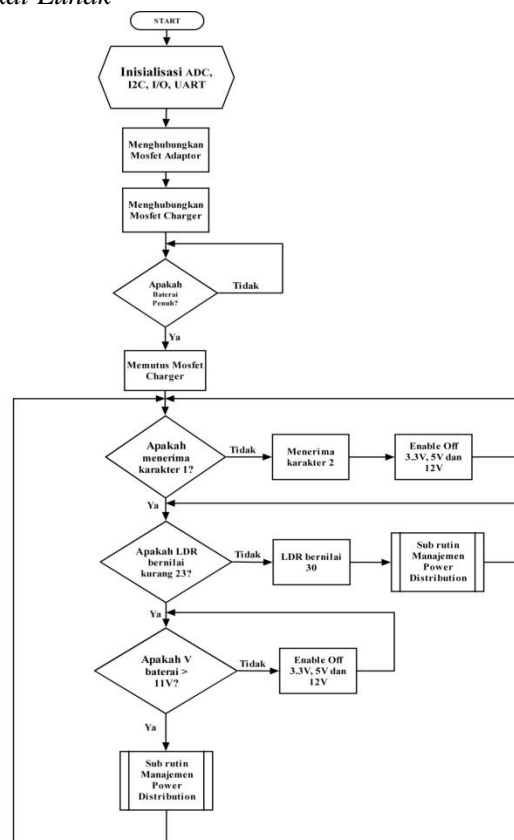 Lunak
START
Inisialisasi ADC,
I2C, I/O, UART
Menghubungkan
Mosfet Adaptor
Menghubungkan
Mosfet Charger
Apakah
Baterai
Penuh?
Tidak
Ya
Memutus Mosfet
Charger
Apakah
menerima
karakter 1?
Tidak
Menerima
karakter 2
Enable Off
3.3V, 5V dan
12V
Ya
Apakah LDR
bernilai
kurang 23?
Tidak
LDR bernilai
30
Sub rutin
Manajemen
Power
Distribution
Ya
Apakah V
baterai >
11V?
Tidak
Enable Off
3.3V, 5V dan
12V
Ya
Sub rutin
Manajemen
Power
Distribution